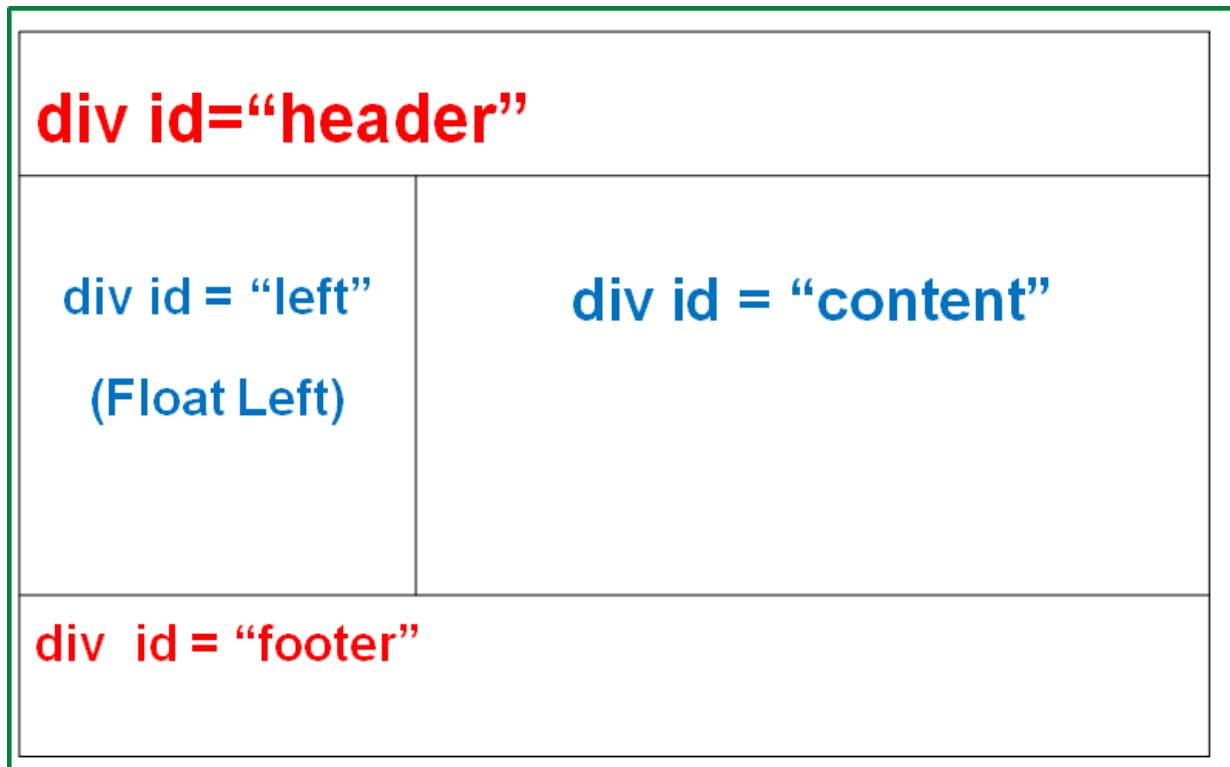 div id=“header”
div id = “left”
(Float Left)
div id = “content”
div  id = “footer”